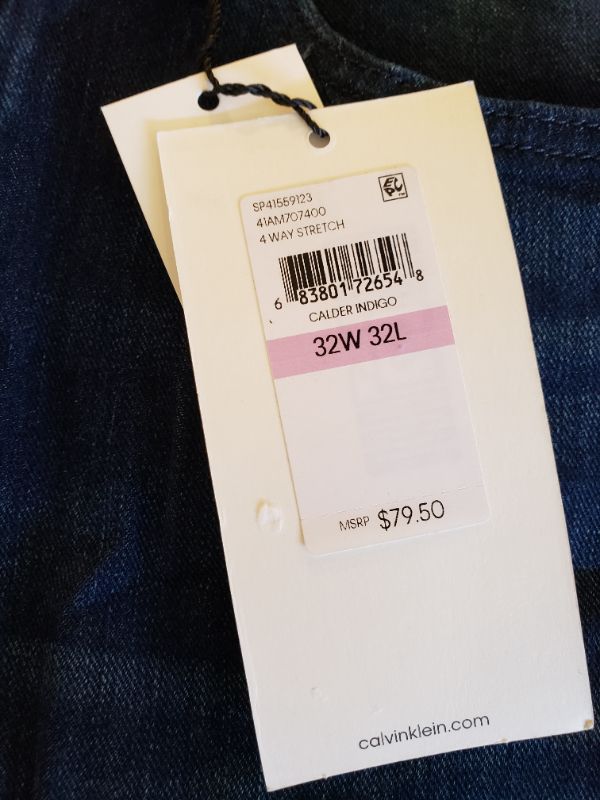 SP41559123
41AM707400
4 WAY STRETCH
6 83801 72654 8
CALDER INDIGO
32W 32L
MSRP $79.50
calvinklein.com